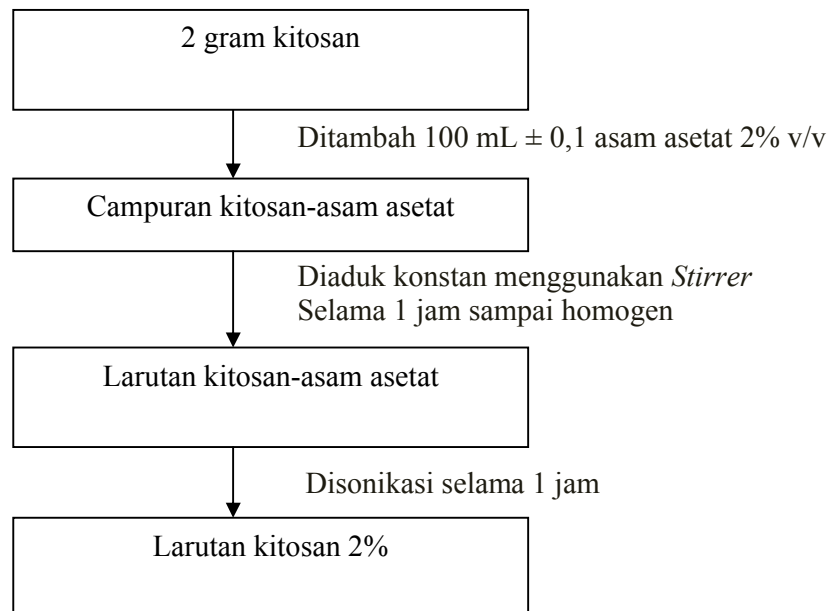 2 gram kitosan
Ditambah 100 mL ± 0,1 asam asetat 2% v/v
Campuran kitosan-asam asetat
Diaduk konstan menggunakan Stirrer
Selama 1 jam sampai homogen
Larutan kitosan-asam asetat
Disonikasi selama 1 jam
Larutan kitosan 2%